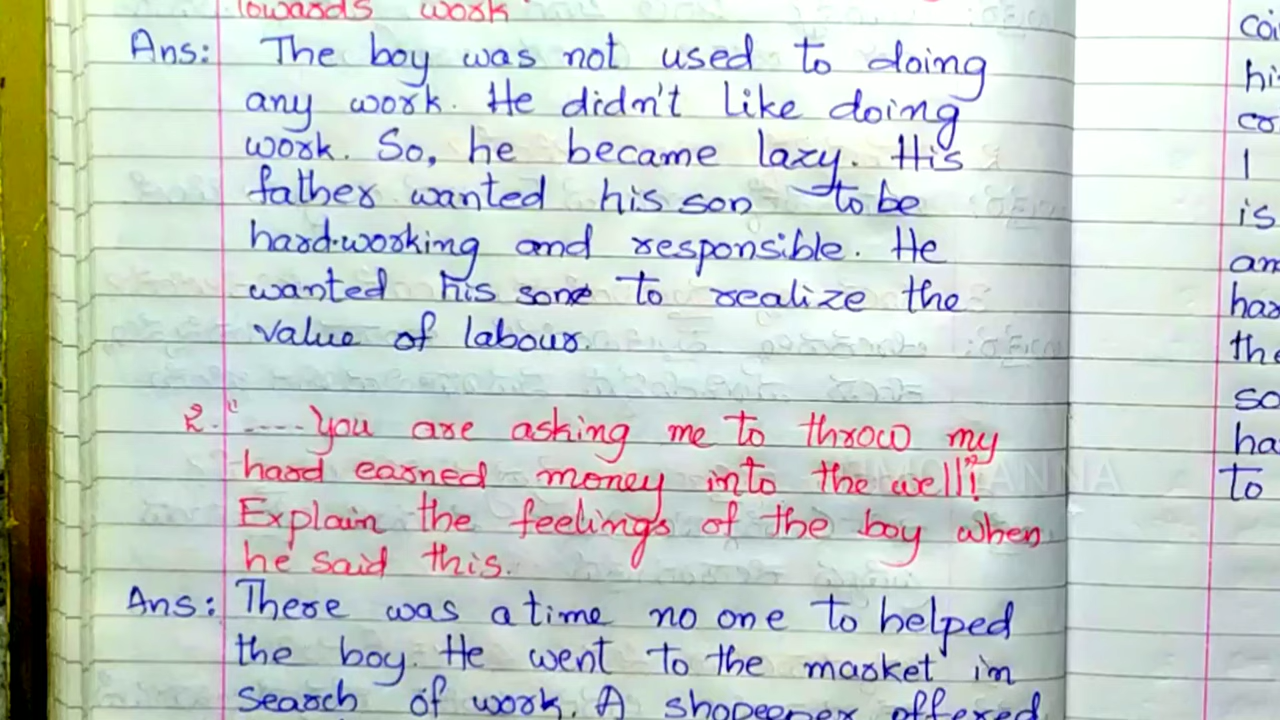 towards work
Ans: The boy was not used to doing
any work. He didn't like doing
work. So, he became lazy. His
father wanted his son to be
hard-working and responsible. He
wanted his sone to realize the
value of labour.
2. "....You are asking me to throw my
hard earned money into the well!"
Explain the feelings of the boy when
he said this.
Ans: There was a time no one to helped
the boy. He went to the market in
search of work. A shopeeper offered
coi
hi
co
I
is
an
har
the
so
ha
to